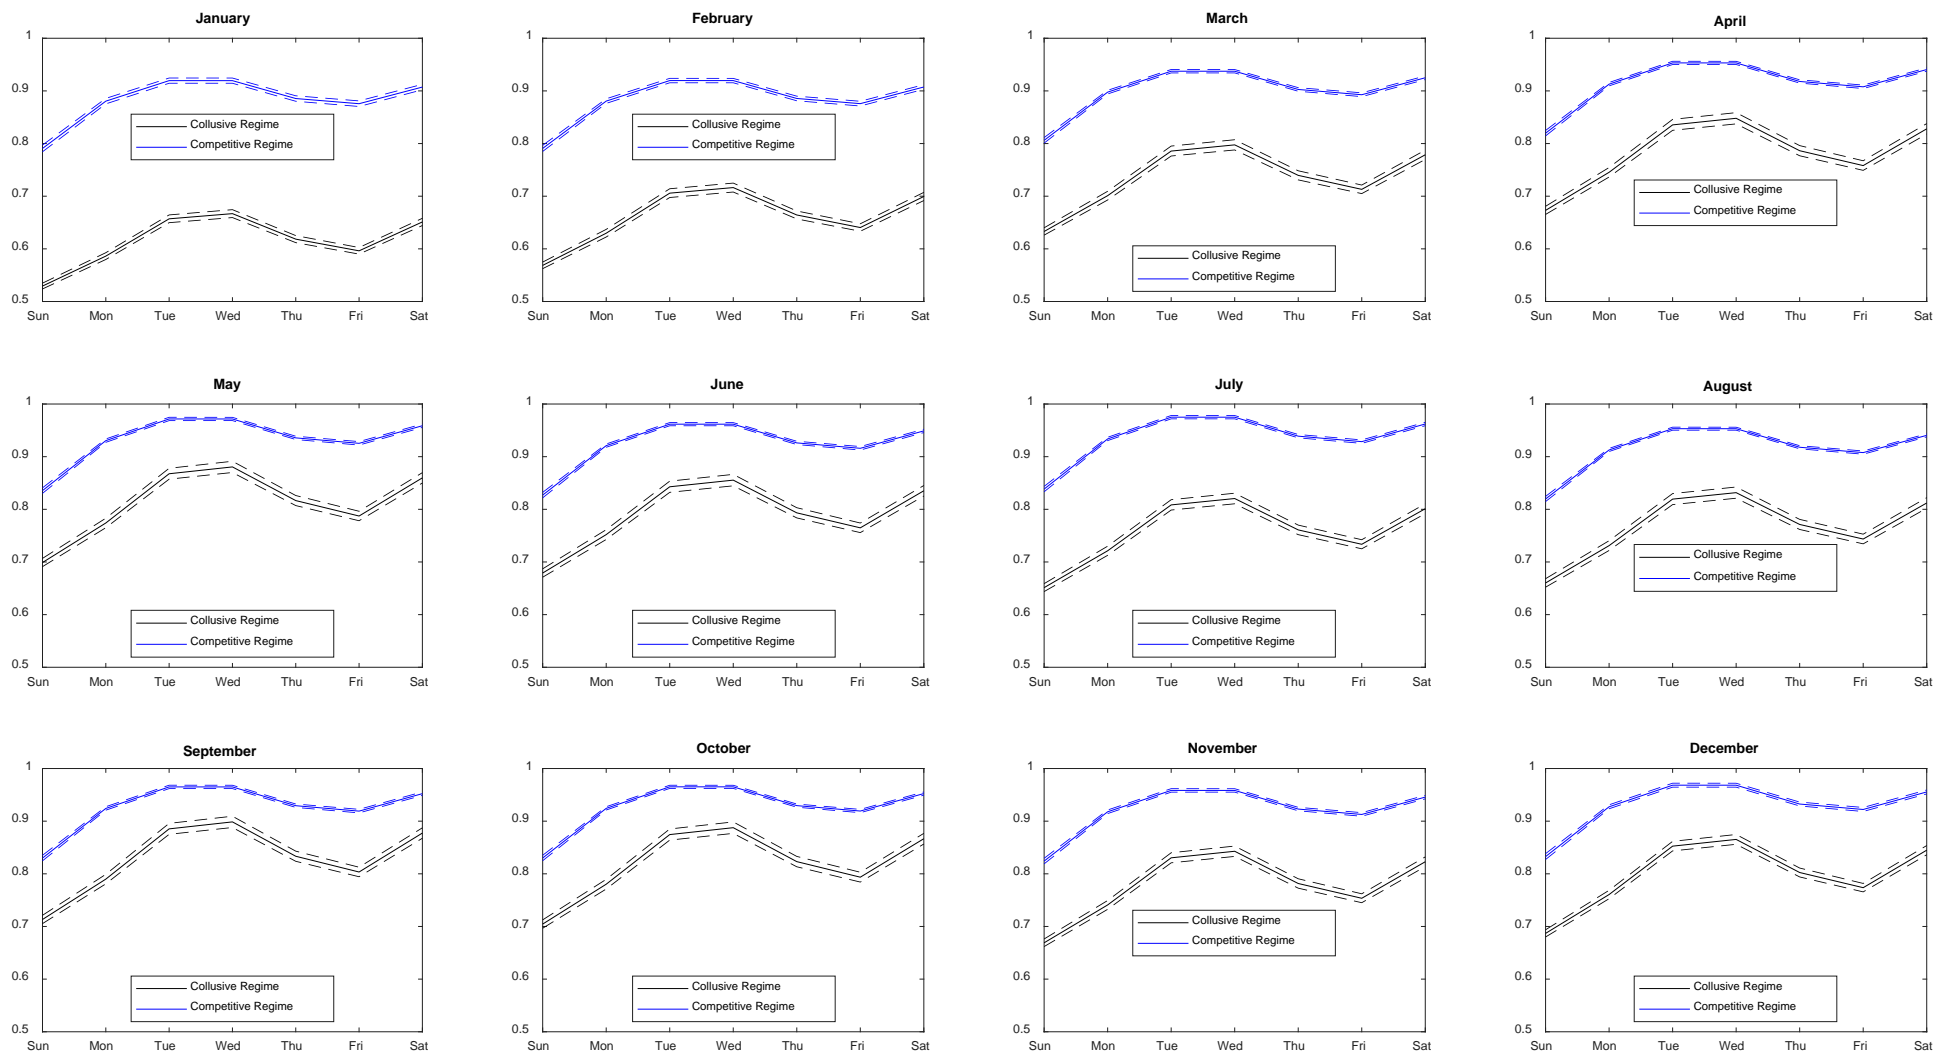 January
February
March
April
1
0.9
0.8
0.7
0.6
0.5
Collusive Regime
Competitive Regime
Sun Mon Tue Wed Thu Fri Sat
1
0.9
0.8
0.7
0.6
0.5
Collusive Regime
Competitive Regime
Sun Mon Tue Wed Thu Fri Sat
1
0.9
0.8
0.7
0.6
0.5
Collusive Regime
Competitive Regime
Sun Mon Tue Wed Thu Fri Sat
1
0.9
0.8
0.7
0.6
0.5
Collusive Regime
Competitive Regime
Sun Mon Tue Wed Thu Fri Sat
May
June
July
August
1
0.9
0.8
0.7
0.6
0.5
Collusive Regime
Competitive Regime
Sun Mon Tue Wed Thu Fri Sat
1
0.9
0.8
0.7
0.6
0.5
Collusive Regime
Competitive Regime
Sun Mon Tue Wed Thu Fri Sat
1
0.9
0.8
0.7
0.6
0.5
Collusive Regime
Competitive Regime
Sun Mon Tue Wed Thu Fri Sat
1
0.9
0.8
0.7
0.6
0.5
Collusive Regime
Competitive Regime
Sun Mon Tue Wed Thu Fri Sat
September
October
November
December
1
0.9
0.8
0.7
0.6
0.5
Collusive Regime
Competitive Regime
Sun Mon Tue Wed Thu Fri Sat
1
0.9
0.8
0.7
0.6
0.5
Collusive Regime
Competitive Regime
Sun Mon Tue Wed Thu Fri Sat
1
0.9
0.8
0.7
0.6
0.5
Collusive Regime
Competitive Regime
Sun Mon Tue Wed Thu Fri Sat
1
0.9
0.8
0.7
0.6
0.5
Collusive Regime
Competitive Regime
Sun Mon Tue Wed Thu Fri Sat